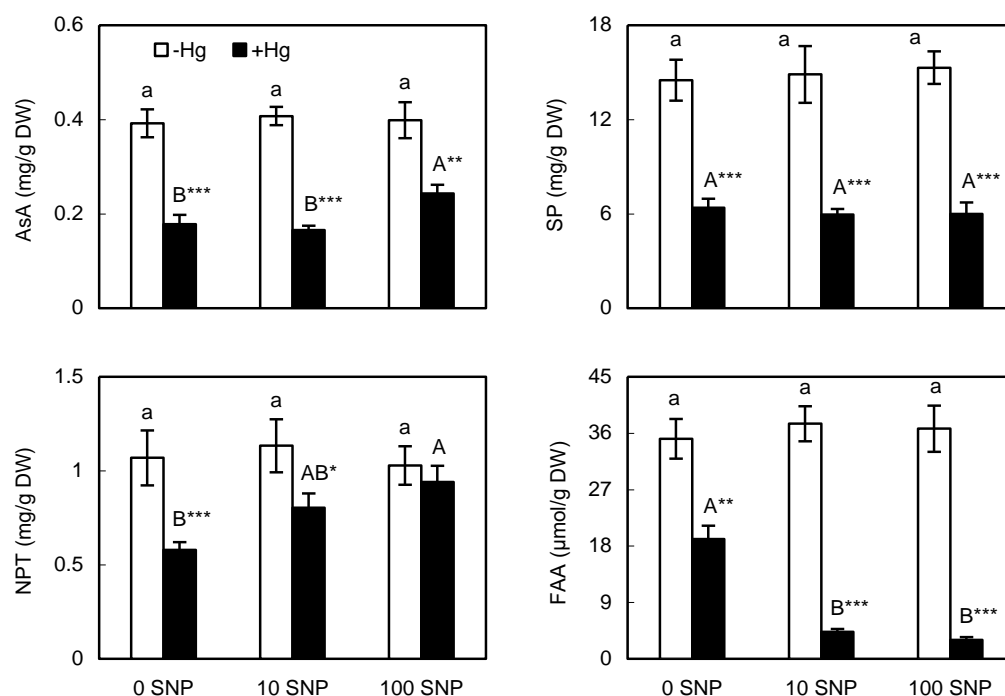 AsA (mg/g DW)
0.6
0.4
0.2
0
-Hg +Hg
a a a
B*** B*** A**
SP (mg/g DW)
18
12
6
0
a a a
A*** A*** A***
NPT (mg/g DW)
1.5
1
0.5
0
a a a
B*** AB* A
0 SNP 10 SNP 100 SNP
FAA (µmol/g DW)
45
36
27
18
9
0
a a a
A** B*** B***
0 SNP 10 SNP 100 SNP